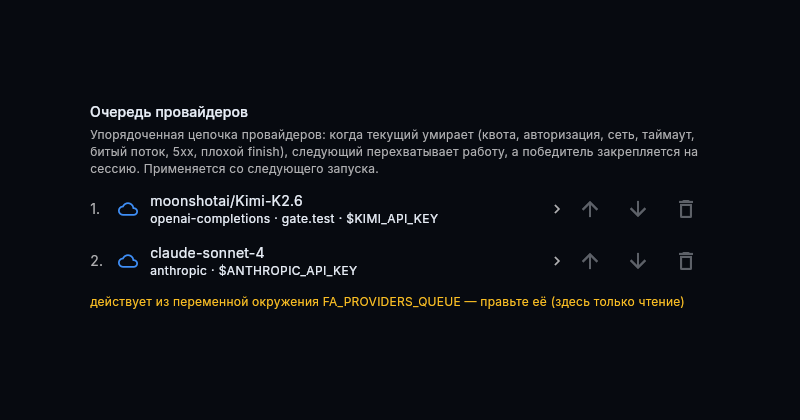 Очередь провайдеров
Упорядоченная цепочка провайдеров: когда текущий умирает (квота, авторизация, сеть, таймаут,
битый поток, 5xx, плохой finish), следующий перехватывает работу, а победитель закрепляется на
сессию. Применяется со следующего запуска.
1. moonshotai/Kimi-K2.6
openai-completions · gate.test · $KIMI_API_KEY
2. claude-sonnet-4
anthropic · $ANTHROPIC_API_KEY
действует из переменной окружения FA_PROVIDERS_QUEUE — правьте её (здесь только чтение)